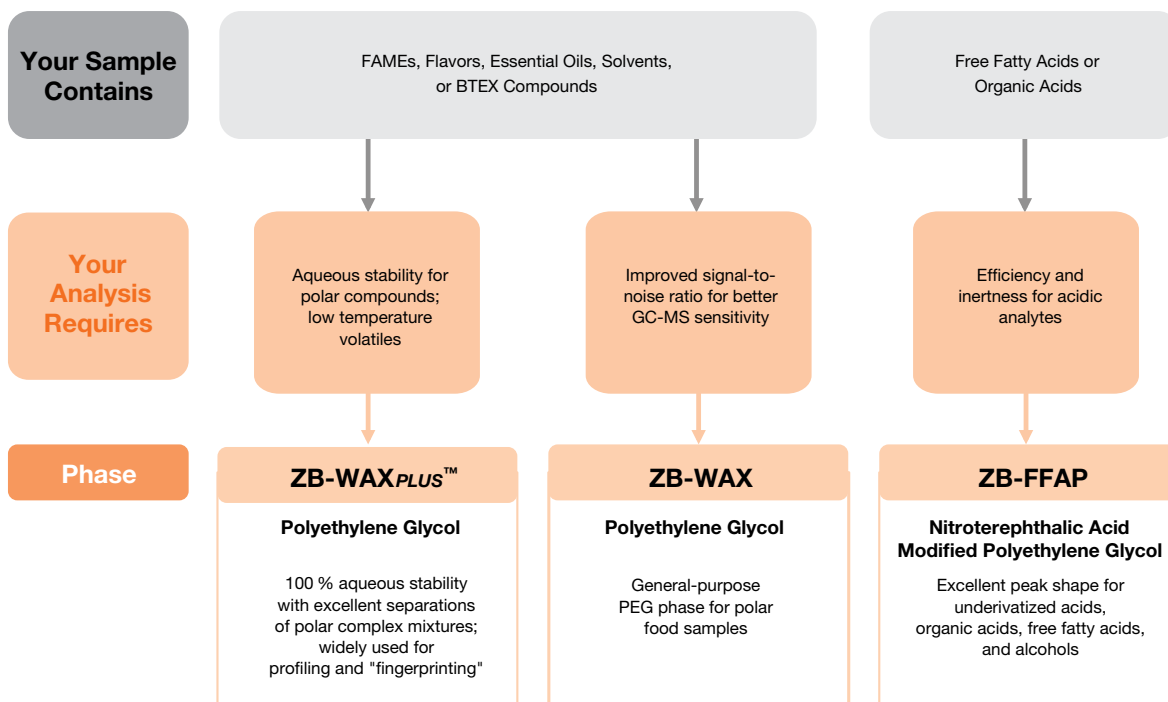 Your Sample
Contains
FAMEs, Flavors, Essential Oils, Solvents,
or BTEX Compounds
Free Fatty Acids or
Organic Acids
Your
Analysis
Requires
Aqueous stability for
polar compounds;
low temperature
volatiles
Improved signal-to-
noise ratio for better
GC-MS sensitivity
Efficiency and
inertness for acidic
analytes
Phase
ZB-WAXPLUS™
Polyethylene Glycol
100 % aqueous stability
with excellent separations
of polar complex mixtures;
widely used for
profiling and "fingerprinting"
ZB-WAX
Polyethylene Glycol
General-purpose
PEG phase for polar
food samples
ZB-FFAP
Nitroterephthalic Acid
Modified Polyethylene Glycol
Excellent peak shape for
underivatized acids,
organic acids, free fatty acids,
and alcohols